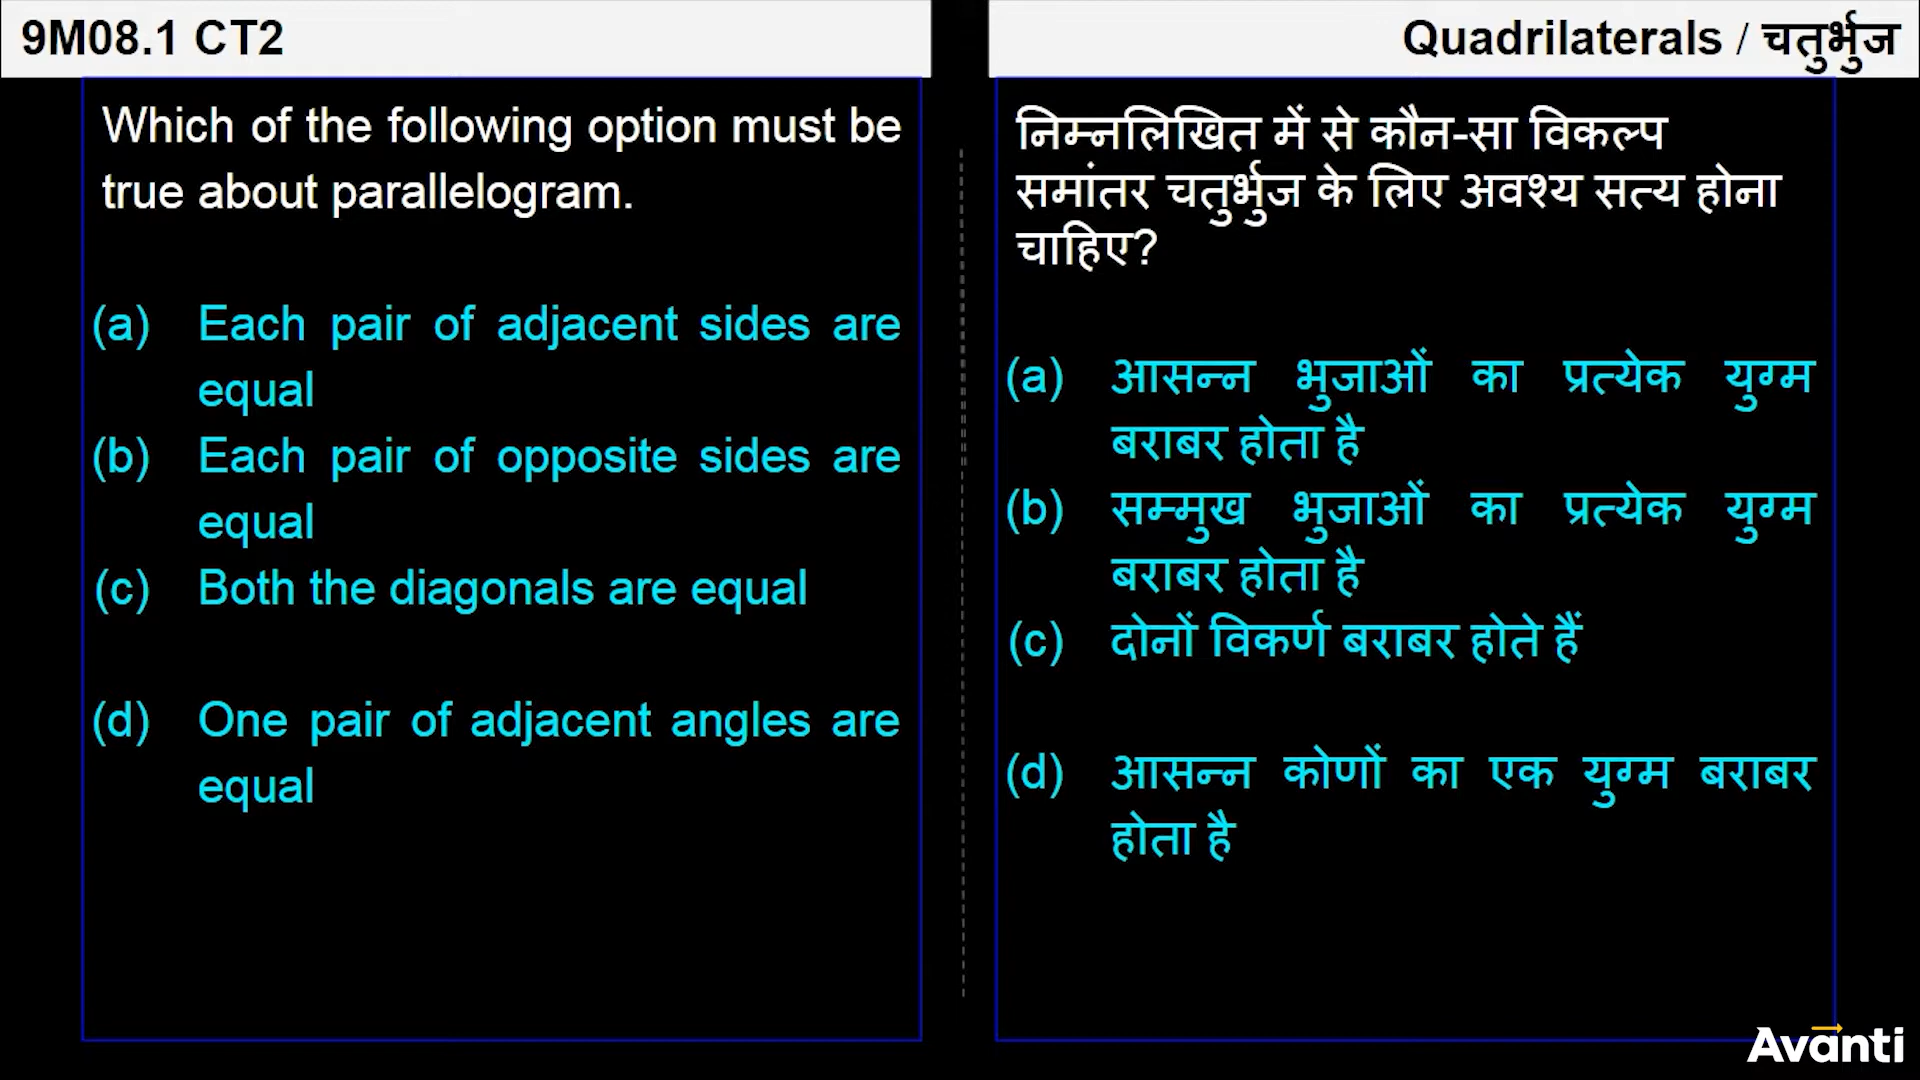 9M08.1 CT2
Quadrilaterals / चतुर्भुज
Which of the following option must be
true about parallelogram.
(a) Each pair of adjacent sides are
equal
(b) Each pair of opposite sides are
equal
(c) Both the diagonals are equal
(d) One pair of adjacent angles are
equal
निम्नलिखित में से कौन-सा विकल्प
समांतर चतुर्भुज के लिए अवश्य सत्य होना
चाहिए?
(a) आसन्न भुजाओं का प्रत्येक युग्म
बराबर होता है
(b) सम्मुख भुजाओं का प्रत्येक युग्म
बराबर होता है
(c) दोनों विकर्ण बराबर होते हैं
(d) आसन्न कोणों का एक युग्म बराबर
होता है
Avanti